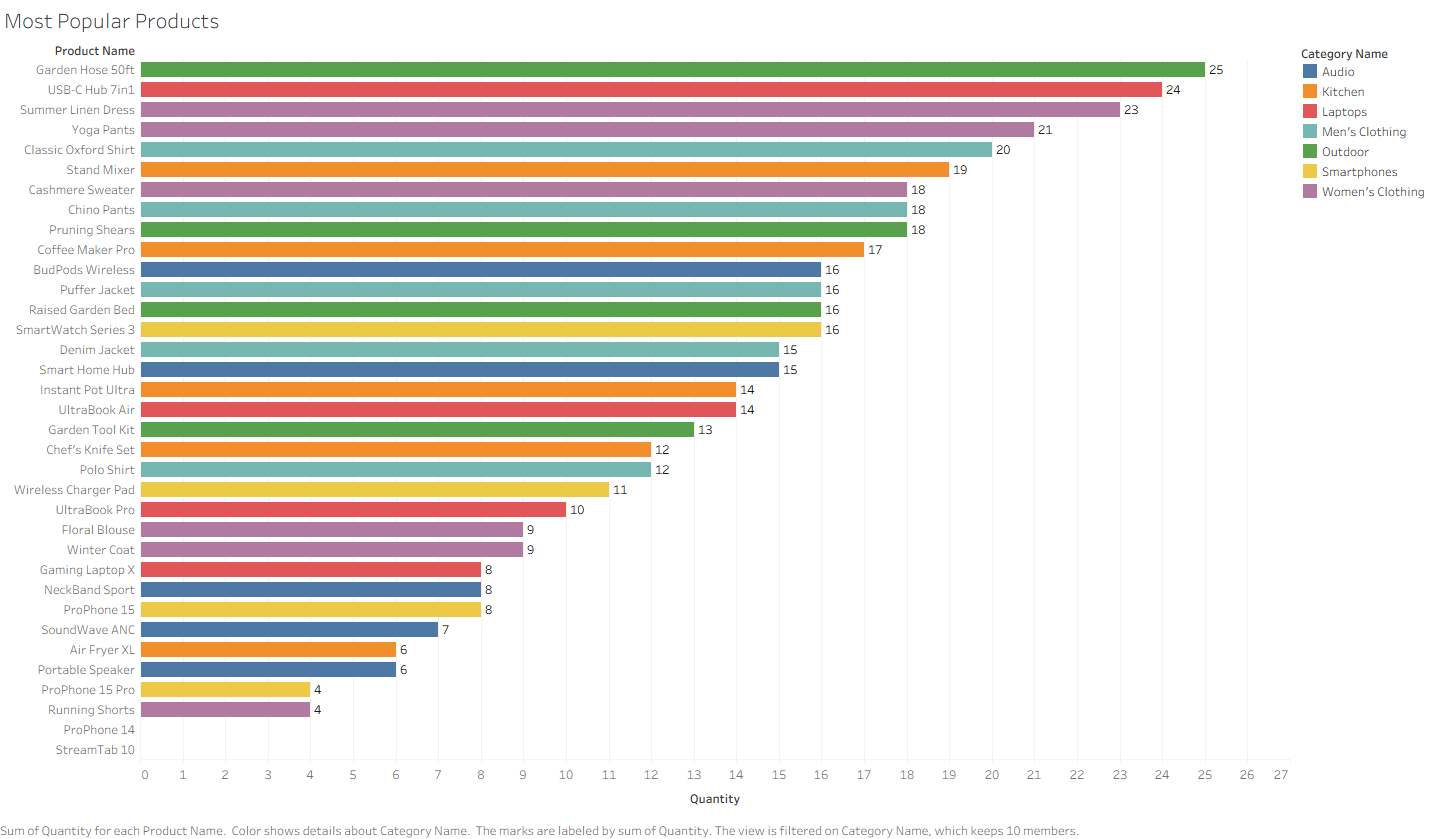 Most Popular Products
Product Name
Garden Hose 50ft 25
USB-C Hub 7in1 24
Summer Linen Dress 23
Yoga Pants 21
Classic Oxford Shirt 20
Stand Mixer 19
Cashmere Sweater 18
Chino Pants 18
Pruning Shears 18
Coffee Maker Pro 17
BudPods Wireless 16
Puffer Jacket 16
Raised Garden Bed 16
SmartWatch Series 3 16
Denim Jacket 15
Smart Home Hub 15
Instant Pot Ultra 14
UltraBook Air 14
Garden Tool Kit 13
Chef's Knife Set 12
Polo Shirt 12
Wireless Charger Pad 11
UltraBook Pro 10
Floral Blouse 9
Winter Coat 9
Gaming Laptop X 8
NeckBand Sport 8
ProPhone 15 8
SoundWave ANC 7
Air Fryer XL 6
Portable Speaker 6
ProPhone 15 Pro 4
Running Shorts 4
ProPhone 14
StreamTab 10
0 1 2 3 4 5 6 7 8 9 10 11 12 13 14 15 16 17 18 19 20 21 22 23 24 25 26 27
Quantity
Category Name
Audio
Kitchen
Laptops
Men's Clothing
Outdoor
Smartphones
Women's Clothing
Sum of Quantity for each Product Name.  Color shows details about Category Name.  The marks are labeled by sum of Quantity. The view is filtered on Category Name, which keeps 10 members.